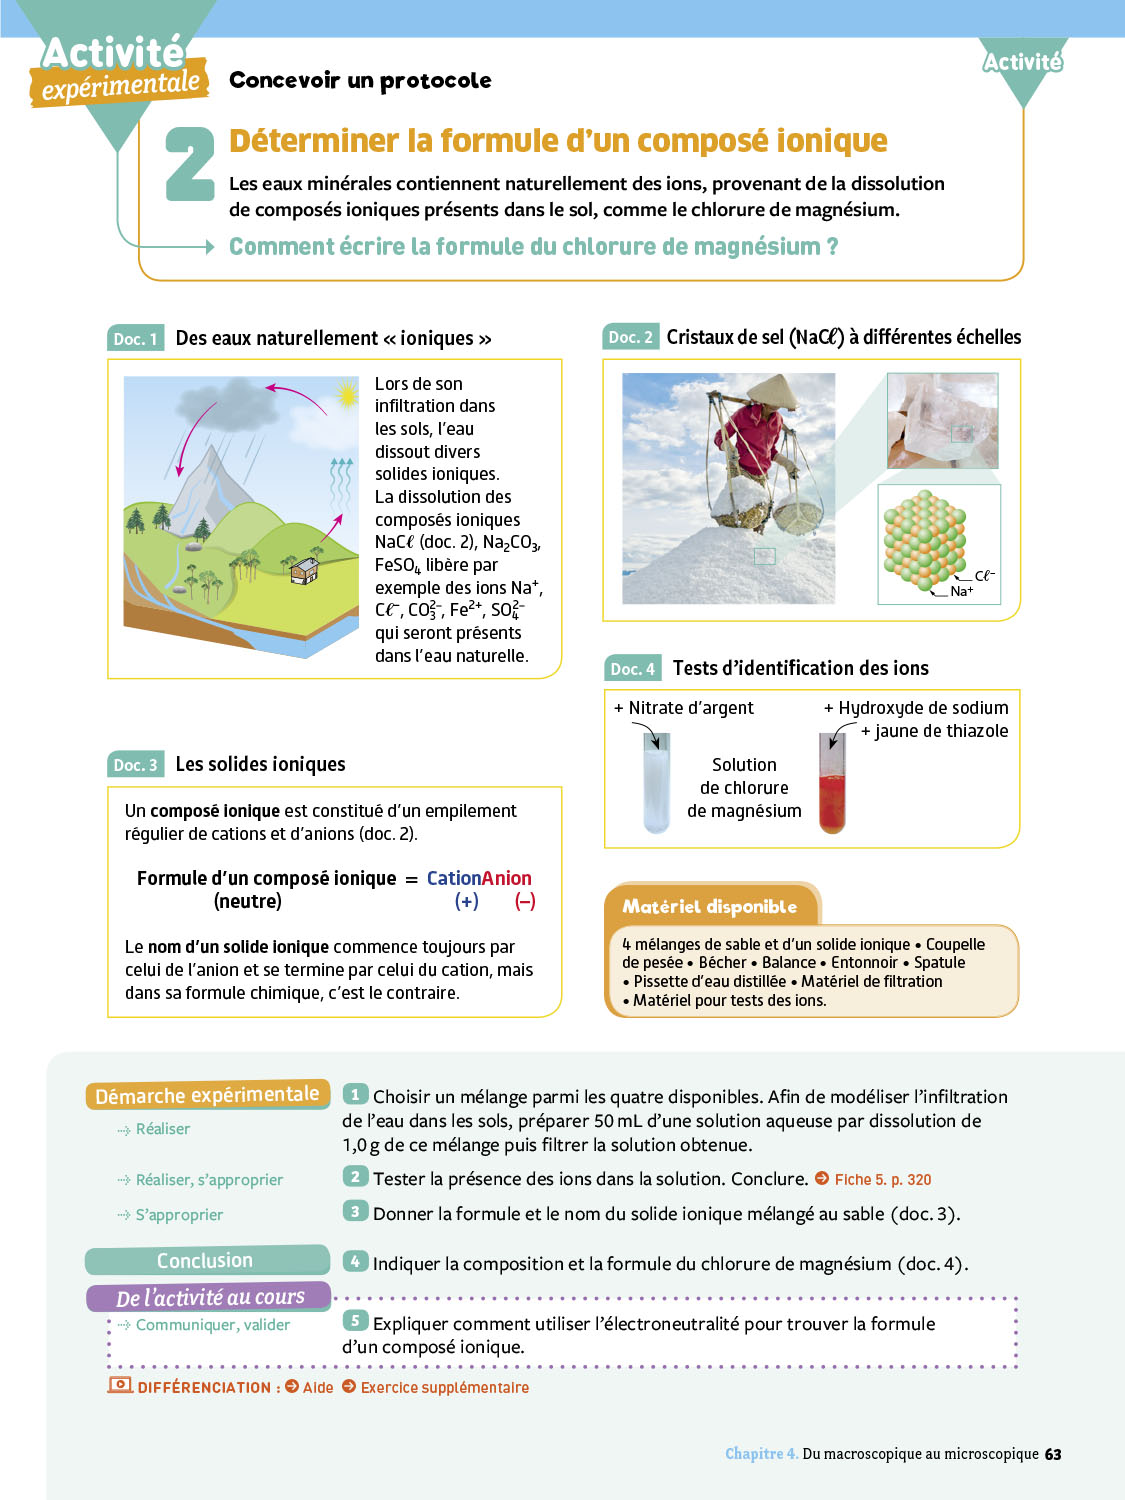 Activité
expérimentale
Concevoir un protocole
Activité
2
Déterminer la formule d'un composé ionique
Les eaux minérales contiennent naturellement des ions, provenant de la dissolution
de composés ioniques présents dans le sol, comme le chlorure de magnésium.
Comment écrire la formule du chlorure de magnésium ?
Doc. 1 Des eaux naturellement « ioniques »
Lors de son
infiltration dans
les sols, l'eau
dissout divers
solides ioniques.
La dissolution des
composés ioniques
NaCℓ (doc. 2), Na₂CO₃,
FeSO₄ libère par
exemple des ions Na⁺,
Cℓ⁻, CO₃²⁻, Fe²⁺, SO₄²⁻
qui seront présents
dans l'eau naturelle.
Doc. 2 Cristaux de sel (NaCℓ) à différentes échelles
Cℓ⁻
Na⁺
Doc. 3 Les solides ioniques
Un composé ionique est constitué d'un empilement
régulier de cations et d'anions (doc. 2).
Formule d'un composé ionique = CationAnion
(neutre) (+) (–)
Le nom d'un solide ionique commence toujours par
celui de l'anion et se termine par celui du cation, mais
dans sa formule chimique, c'est le contraire.
Doc. 4 Tests d'identification des ions
+ Nitrate d'argent
+ Hydroxyde de sodium
+ jaune de thiazole
Solution
de chlorure
de magnésium
Matériel disponible
4 mélanges de sable et d'un solide ionique • Coupelle
de pesée • Bécher • Balance • Entonnoir • Spatule
• Pissette d'eau distillée • Matériel de filtration
• Matériel pour tests des ions.
Démarche expérimentale
Réaliser
1 Choisir un mélange parmi les quatre disponibles. Afin de modéliser l'infiltration
de l'eau dans les sols, préparer 50 mL d'une solution aqueuse par dissolution de
1,0 g de ce mélange puis filtrer la solution obtenue.
Réaliser, s'approprier
2 Tester la présence des ions dans la solution. Conclure. Fiche 5. p. 320
S'approprier
3 Donner la formule et le nom du solide ionique mélangé au sable (doc. 3).
Conclusion
4 Indiquer la composition et la formule du chlorure de magnésium (doc. 4).
De l'activité au cours
Communiquer, valider
5 Expliquer comment utiliser l'électroneutralité pour trouver la formule
d'un composé ionique.
DIFFÉRENCIATION : Aide Exercice supplémentaire
Chapitre 4. Du macroscopique au microscopique 63